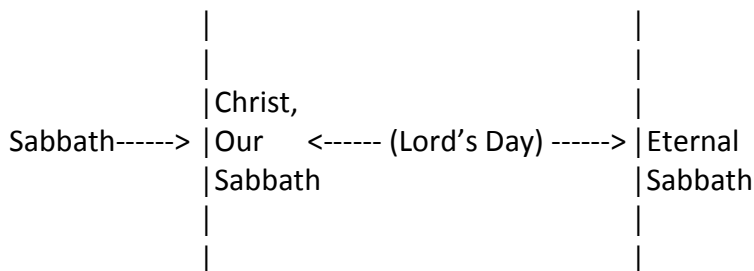 |                                                       |
|                                                       |
|Christ,                                            |
Sabbath------> |Our     <------ (Lord’s Day) ------> |Eternal
|Sabbath                                         |Sabbath
|                                                       |
|                                                       |